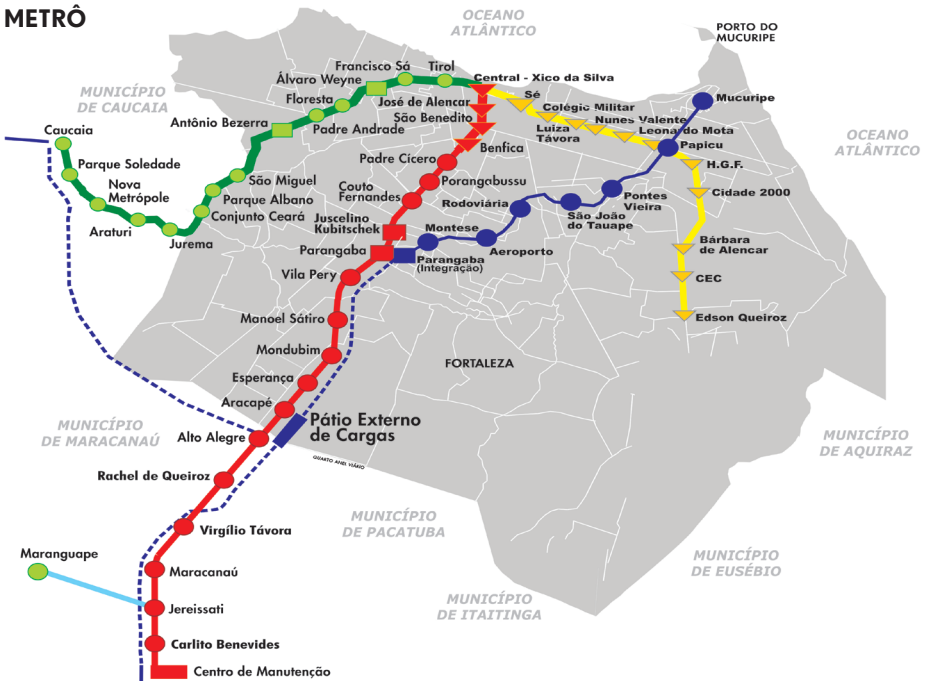 METRÔ
OCEANO
ATLÂNTICO
PORTO DO
MUCURIPE
MUNICÍPIO
DE CAUCAIA
Francisco Sá
Tirol
Álvaro Weyne
Central - Xico da Silva
Floresta
José de Alencar
Sé
Mucuripe
Antônio Bezerra
Padre Andrade
São Benedito
Colégic Militar
Nunes Valente
Luiza
Távora
Leonardo Mota
Caucaia
Benfica
Papicu
OCEANO
ATLÂNTICO
Parque Soledade
Padre Cícero
H.G.F.
São Miguel
Porangabussu
Nova
Metrópole
Parque Albano
Couto
Fernandes
Rodoviária
Pontes
Vieira
Cidade 2000
Conjunto Ceará
Araturi
Jurema
Juscelino
Kubitschek
Montese
São João
do Tauape
Parangaba
Aeroporto
Bárbara
de Alencar
Parangaba
(Integração)
Vila Pery
CEC
Manoel Sátiro
Edson Queiroz
Mondubim
FORTALEZA
Esperança
Aracapé
Pátio Externo
de Cargas
MUNICÍPIO
DE MARACANAÚ
Alto Alegre
MUNICÍPIO
DE AQUIRAZ
QUARTO ANEL VIÁRIO
Rachel de Queiroz
MUNICÍPIO
DE PACATUBA
Virgílio Távora
Maranguape
MUNICÍPIO
DE EUSÉBIO
Maracanaú
Jereissati
MUNICÍPIO
DE ITAITINGA
Carlito Benevides
Centro de Manutenção